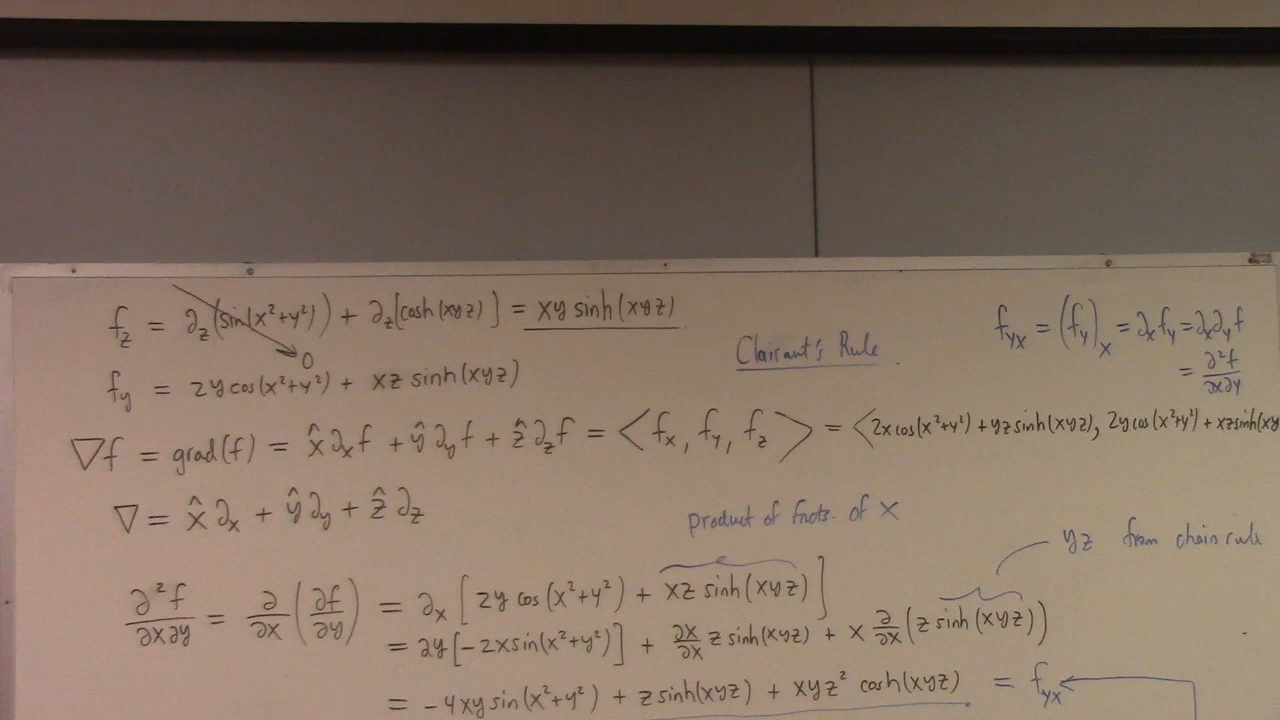 f_z = ∂_z(sin(x²+y²)) + ∂_z[cosh(xyz)] = xy sinh(xyz)
0
f_y = 2y cos(x²+y²) + xz sinh(xyz)
Clairant's Rule
f_yx = (f_y)_x = ∂_x f_y = ∂_x ∂_y f
= ∂²f/∂x∂y
∇f = grad(f) = x̂ ∂_x f + ŷ ∂_y f + ẑ ∂_z f = ⟨f_x, f_y, f_z⟩ = ⟨2x cos(x²+y²) + yz sinh(xyz), 2y cos(x²+y²) + xz sinh(xy
∇ = x̂ ∂_x + ŷ ∂_y + ẑ ∂_z
product of fncts. of x
yz from chain rule
∂²f/∂x∂y = ∂/∂x (∂f/∂y) = ∂_x [2y cos(x²+y²) + xz sinh(xyz)]
= 2y[-2x sin(x²+y²)] + ∂x/∂x z sinh(xyz) + x ∂/∂x (z sinh(xyz))
= -4xy sin(x²+y²) + z sinh(xyz) + xyz² cosh(xyz) = f_yx